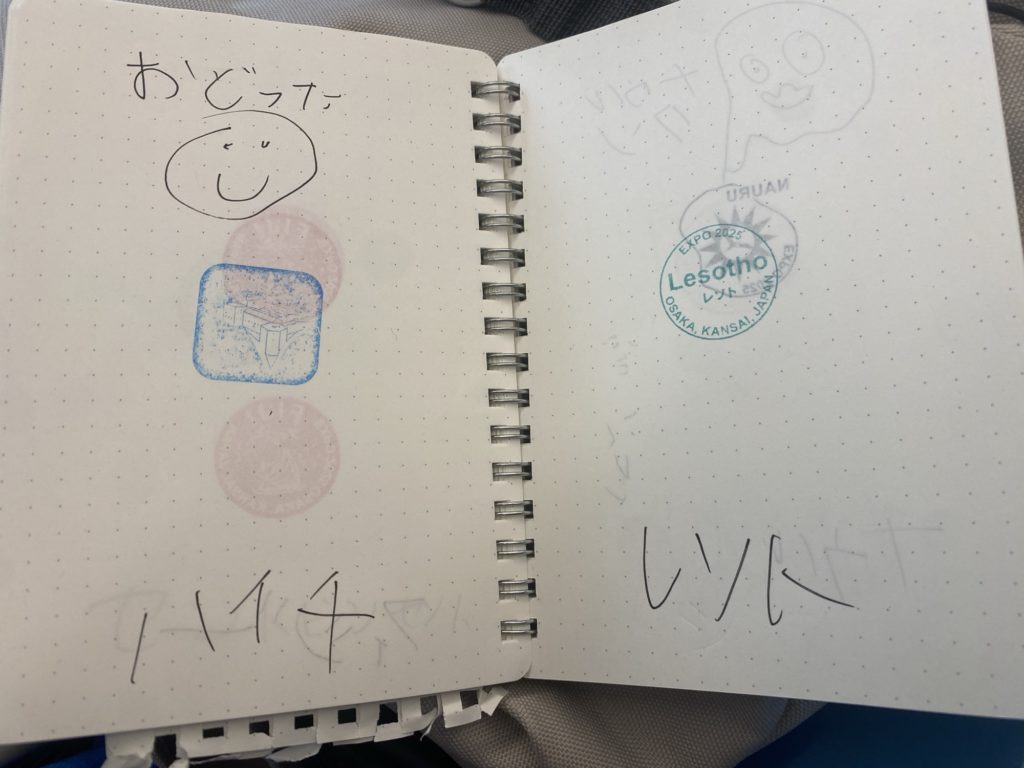 おどった
ハイチ
EXPO 2025
Lesotho
レソト
OSAKA, KANSAI, JAPAN
レソト
NAURU